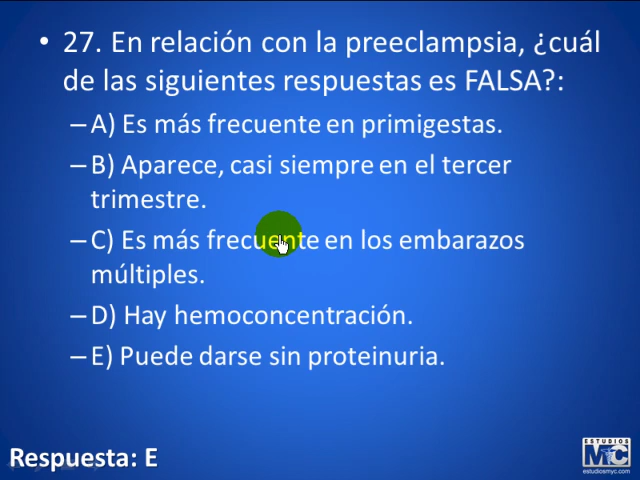 • 27. En relación con la preeclampsia, ¿cuál
de las siguientes respuestas es FALSA?:
– A) Es más frecuente en primigestas.
– B) Aparece, casi siempre en el tercer
trimestre.
– C) Es más frecuente en los embarazos
múltiples.
– D) Hay hemoconcentración.
– E) Puede darse sin proteinuria.
Respuesta: E
ESTUDIOS
MyC
estudiosmyc.com